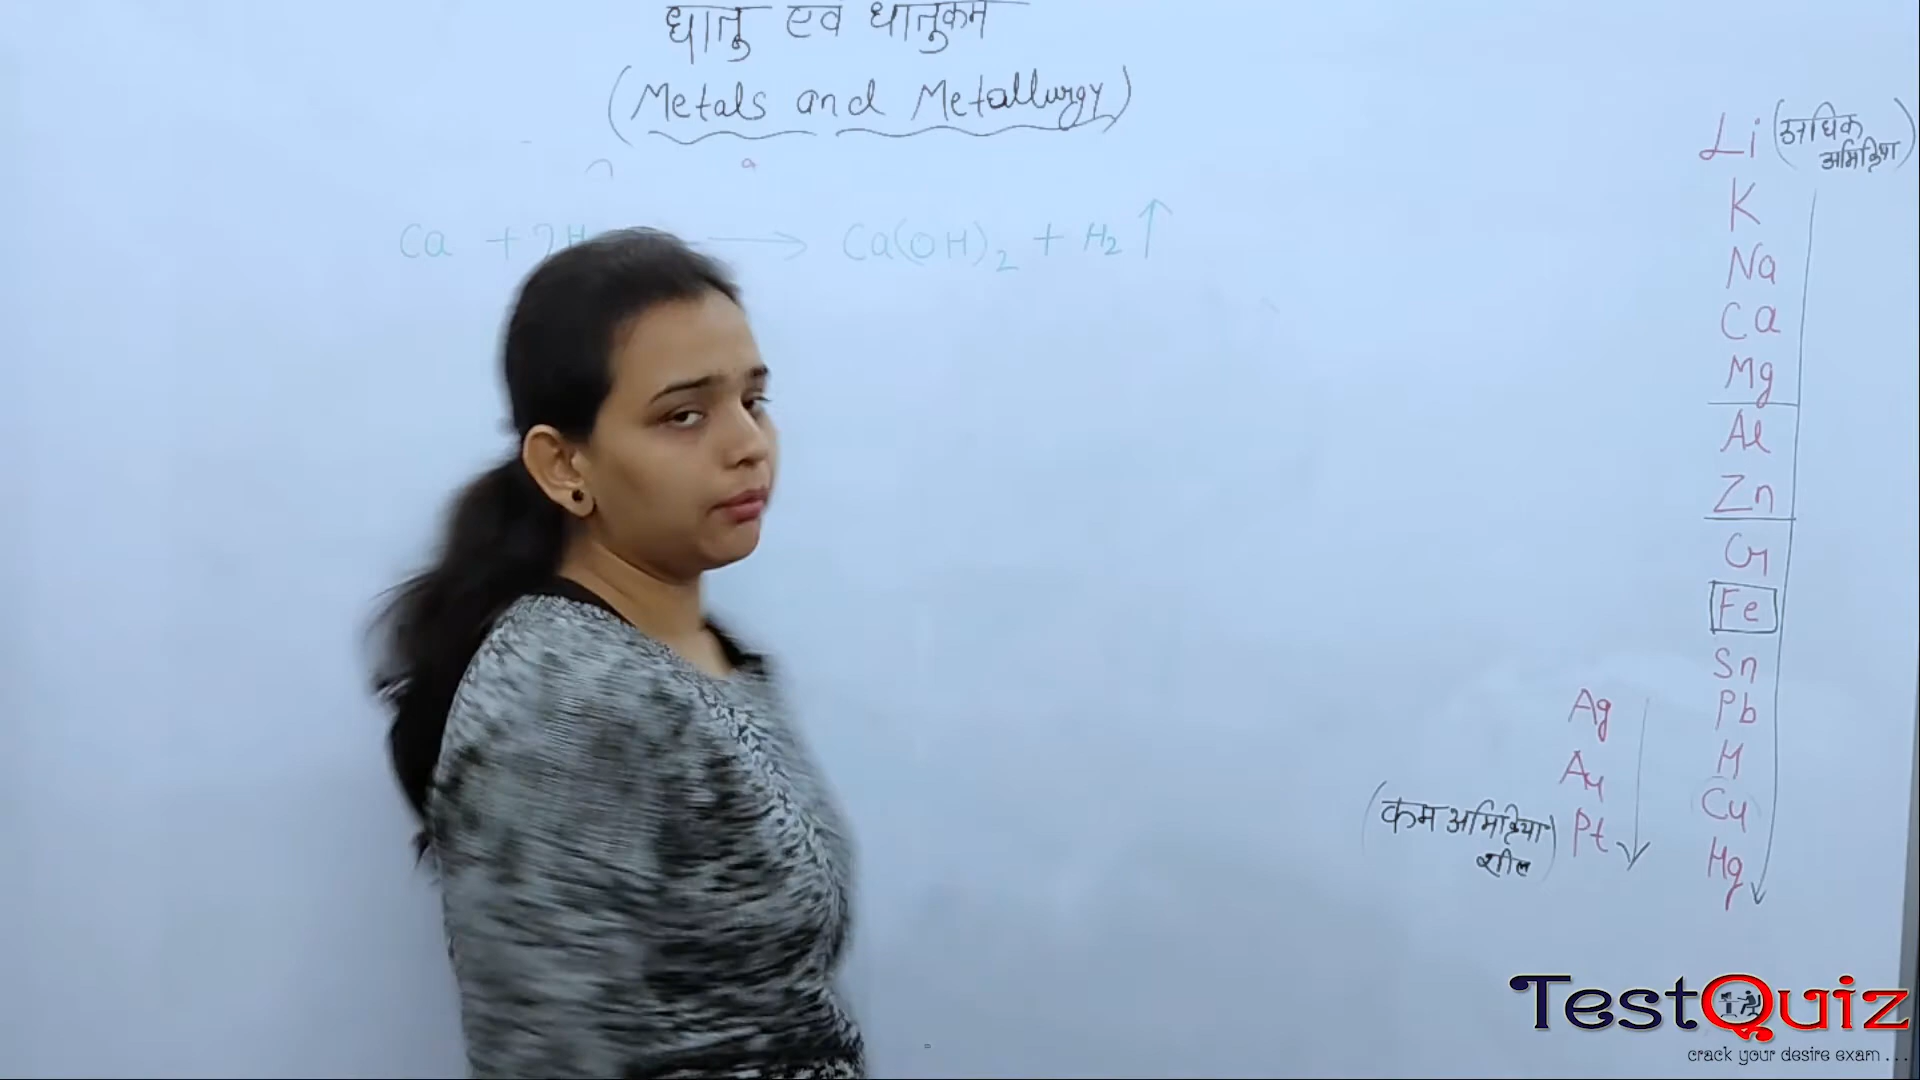 धातु एवं धातुकम
(Metals and Metallurgy)
Ca + 2H → Ca(OH)₂ + H₂ ↑
Li (अधिक
अभिक्रिया)
K
Na
Ca
Mg
Al
Zn
Cr
Fe
Sn
Pb
H
Cu
Hg
Ag
Au
Pt
(कम अभिक्रिया
शील)
TestQuiz
crack your desire exam . . .